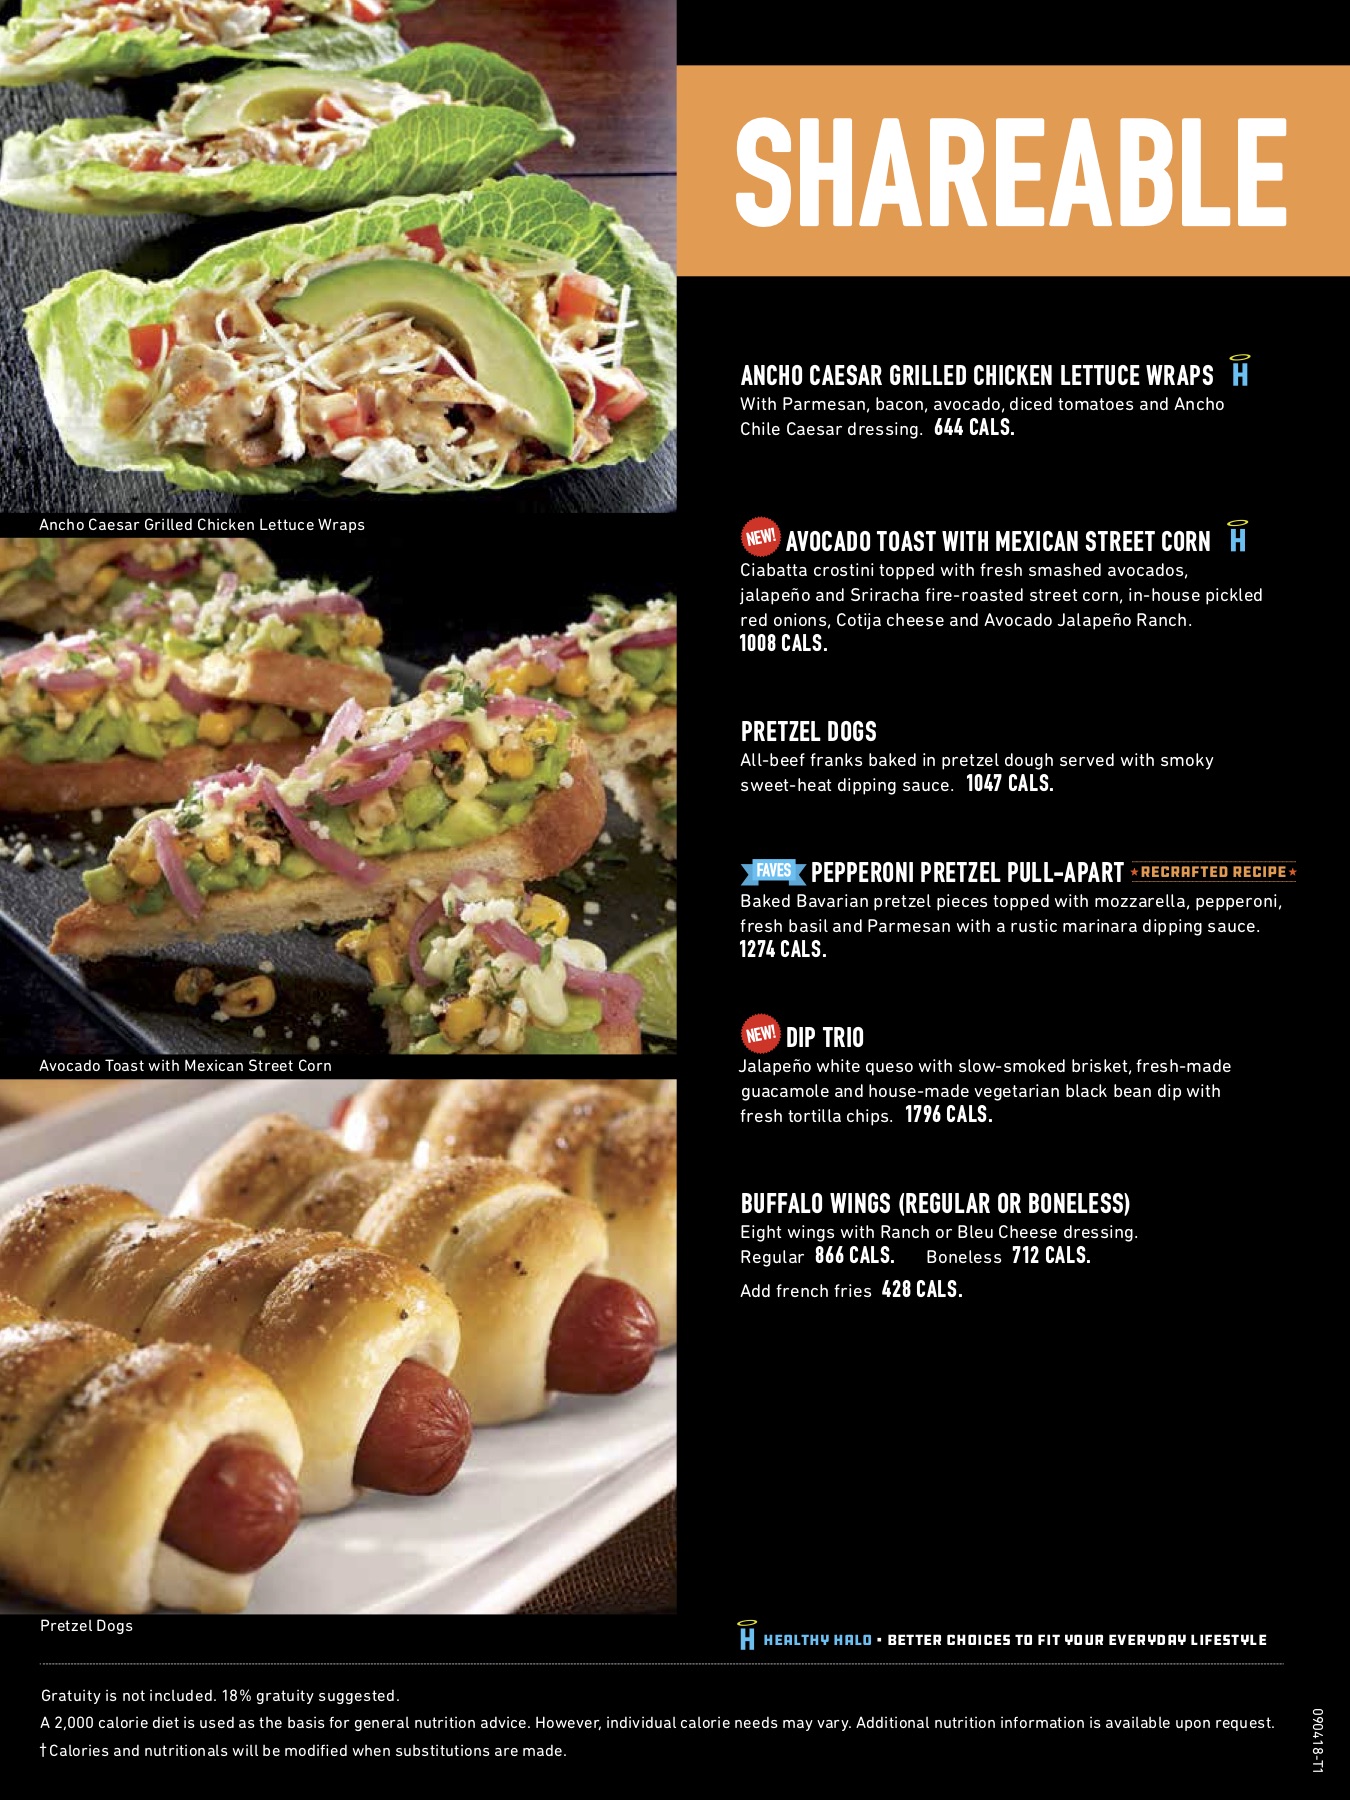 SHAREABLE
ANCHO CAESAR GRILLED CHICKEN LETTUCE WRAPS H
With Parmesan, bacon, avocado, diced tomatoes and Ancho
Chile Caesar dressing. 644 CALS.
Ancho Caesar Grilled Chicken Lettuce Wraps
NEW! AVOCADO TOAST WITH MEXICAN STREET CORN H
Ciabatta crostini topped with fresh smashed avocados,
jalapeño and Sriracha fire-roasted street corn, in-house pickled
red onions, Cotija cheese and Avocado Jalapeño Ranch.
1008 CALS.
PRETZEL DOGS
All-beef franks baked in pretzel dough served with smoky
sweet-heat dipping sauce. 1047 CALS.
FAVES PEPPERONI PRETZEL PULL-APART ★RECRAFTED RECIPE★
Baked Bavarian pretzel pieces topped with mozzarella, pepperoni,
fresh basil and Parmesan with a rustic marinara dipping sauce.
1274 CALS.
NEW! DIP TRIO
Jalapeño white queso with slow-smoked brisket, fresh-made
guacamole and house-made vegetarian black bean dip with
fresh tortilla chips. 1796 CALS.
Avocado Toast with Mexican Street Corn
BUFFALO WINGS (REGULAR OR BONELESS)
Eight wings with Ranch or Bleu Cheese dressing.
Regular 866 CALS. Boneless 712 CALS.
Add french fries 428 CALS.
Pretzel Dogs
H HEALTHY HALO • BETTER CHOICES TO FIT YOUR EVERYDAY LIFESTYLE
Gratuity is not included. 18% gratuity suggested.
A 2,000 calorie diet is used as the basis for general nutrition advice. However, individual calorie needs may vary. Additional nutrition information is available upon request.
†Calories and nutritionals will be modified when substitutions are made.
090418-T1